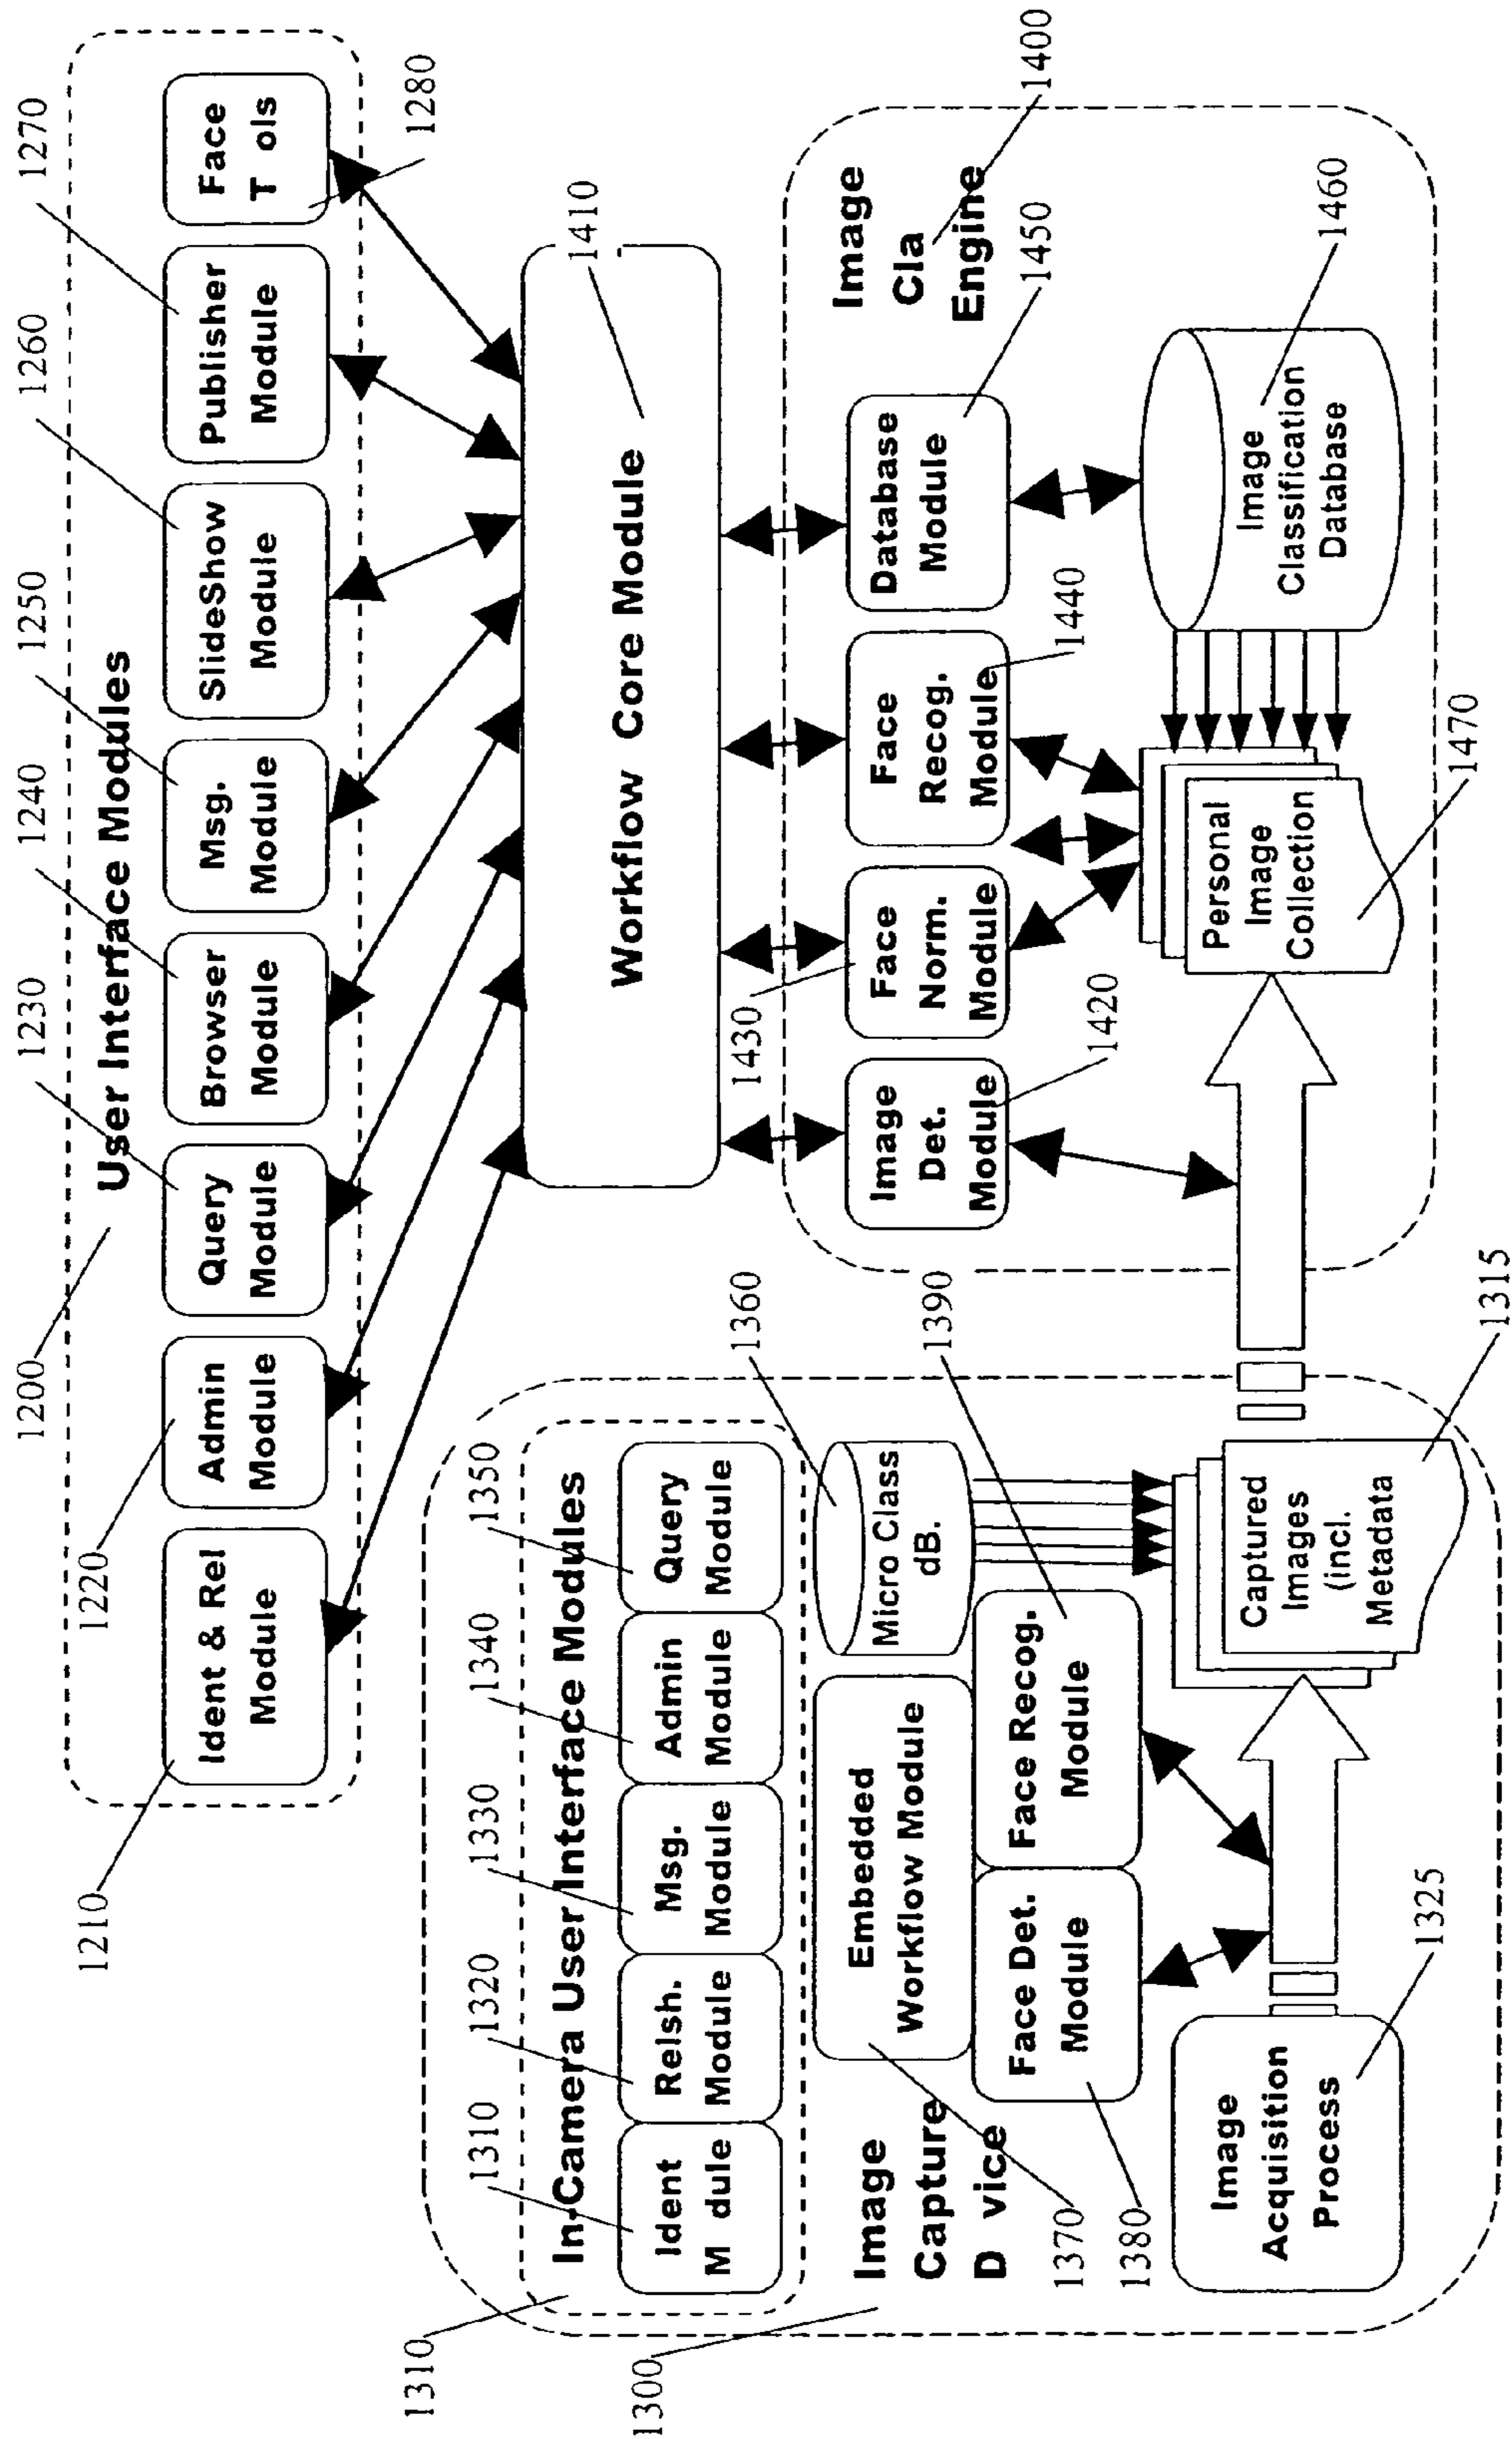 1200
User Interface Modules
1210
1220
1230
1240
1250
1260
1270
1280
Ident & Rel
Module
Admin
Module
Query
Module
Browser
Module
Msg.
Module
SlideShow
Module
Publisher
Module
Face
T ols
1410
Workflow Core Module
1300
1310
In-Camera User Interface Modules
1310
1320
1330
1340
1350
Ident
M dule
Relsh.
Module
Msg.
Module
Admin
Module
Query
Module
Image
Capture
D vice
1370
1380
Embedded
Workflow Module
Micro Class
dB.
1360
Face Det.
Module
Face Recog.
Module
1390
Image
Acquisition
Process
1325
Captured
Images
(incl.
Metadata
1315
1430
Image
Det.
Module
1420
Face
Norm.
Module
Face
Recog.
Module
1440
Database
Module
1450
Image
Cla
Engine
1400
Personal
Image
Collection
1470
Image
Classification
Database
1460